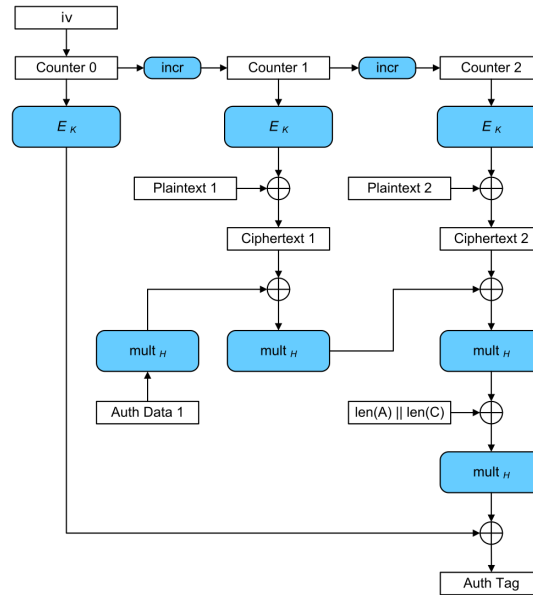 iv
Counter 0
incr
Counter 1
incr
Counter 2
E K
E K
E K
Plaintext 1
Plaintext 2
Ciphertext 1
Ciphertext 2
mult H
mult H
mult H
Auth Data 1
len(A) || len(C)
mult H
Auth Tag